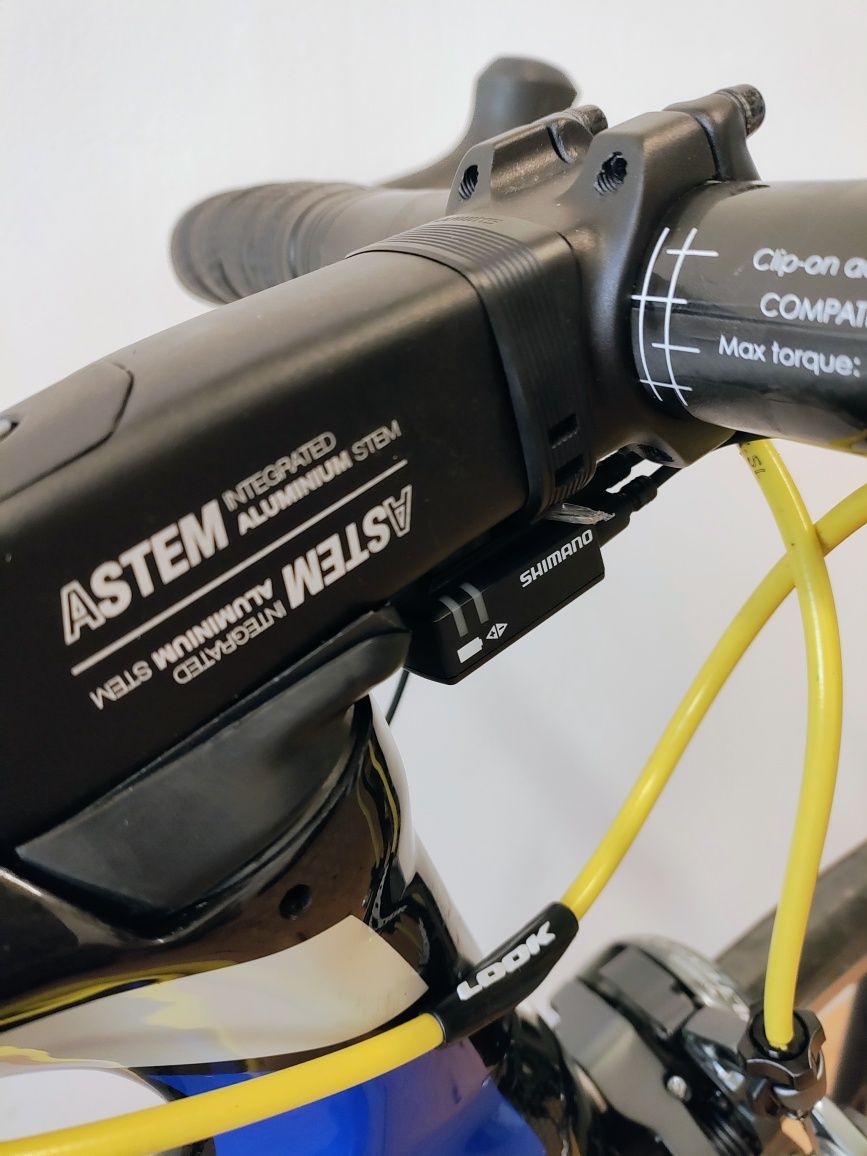 Clip-on
COMPAT
Max torque:
ASTEM INTEGRATED
ALUMINIUM STEM
ASTEM INTEGRATED
ALUMINIUM STEM
SHIMANO
LOOK